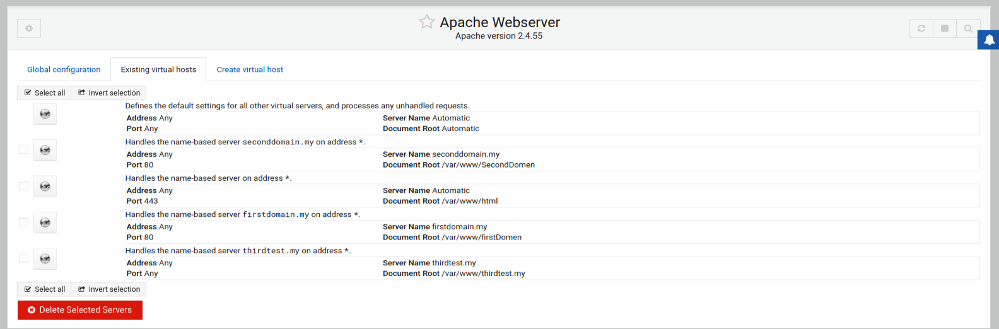 Apache Webserver
Apache version 2.4.55
Global configuration Existing virtual hosts Create virtual host
Select all Invert selection
Defines the default settings for all other virtual servers, and processes any unhandled requests.
Address Any Server Name Automatic
Port Any Document Root Automatic
Handles the name-based server seconddomain.my on address *.
Address Any Server Name seconddomain.my
Port 80 Document Root /var/www/SecondDomen
Handles the name-based server on address *.
Address Any Server Name Automatic
Port 443 Document Root /var/www/html
Handles the name-based server firstdomain.my on address *.
Address Any Server Name firstdomain.my
Port 80 Document Root /var/www/firstDomen
Handles the name-based server thirdtest.my on address *.
Address Any Server Name thirdtest.my
Port Any Document Root /var/www/thirdtest.my
Select all Invert selection
Delete Selected Servers